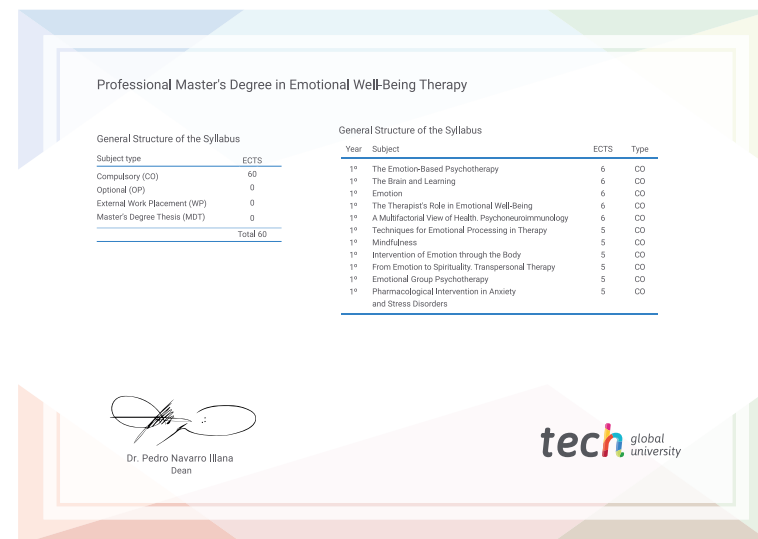 Professional Master's Degree in Emotional Well-Being Therapy
General Structure of the Syllabus
Subject type ECTS
Compulsory (CO) 60
Optional (OP) 0
External Work Placement (WP) 0
Master's Degree Thesis (MDT) 0
Total 60
General Structure of the Syllabus
Year Subject ECTS Type
1º The Emotion-Based Psychotherapy 6 CO
1º The Brain and Learning 6 CO
1º Emotion 6 CO
1º The Therapist's Role in Emotional Well-Being 6 CO
1º A Multifactorial View of Health. Psychoneuroimmunology 6 CO
1º Techniques for Emotional Processing in Therapy 5 CO
1º Mindfulness 5 CO
1º Intervention of Emotion through the Body 5 CO
1º From Emotion to Spirituality. Transpersonal Therapy 5 CO
1º Emotional Group Psychotherapy 5 CO
1º Pharmacological Intervention in Anxiety 5 CO
and Stress Disorders
Dr. Pedro Navarro Illana
Dean
tech global
university